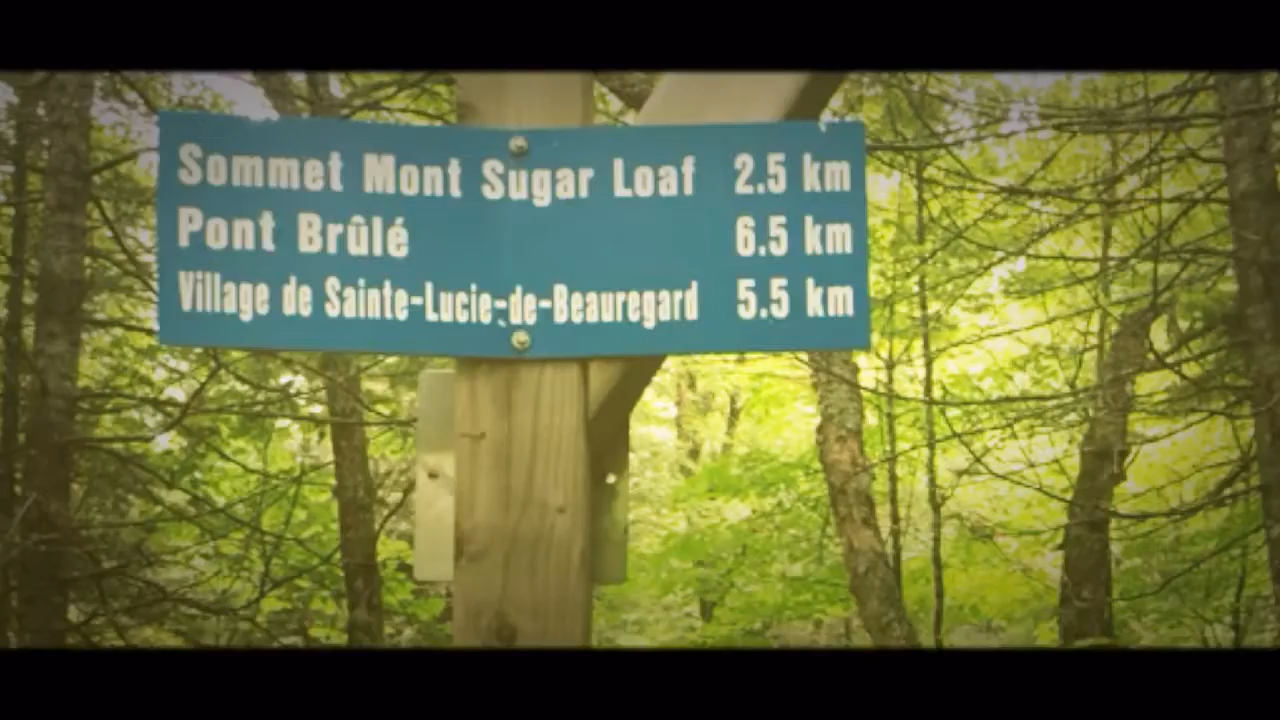 Sommet Mont Sugar Loaf 2.5 km
Pont Brûlé 6.5 km
Village de Sainte-Lucie-de-Beauregard 5.5 km